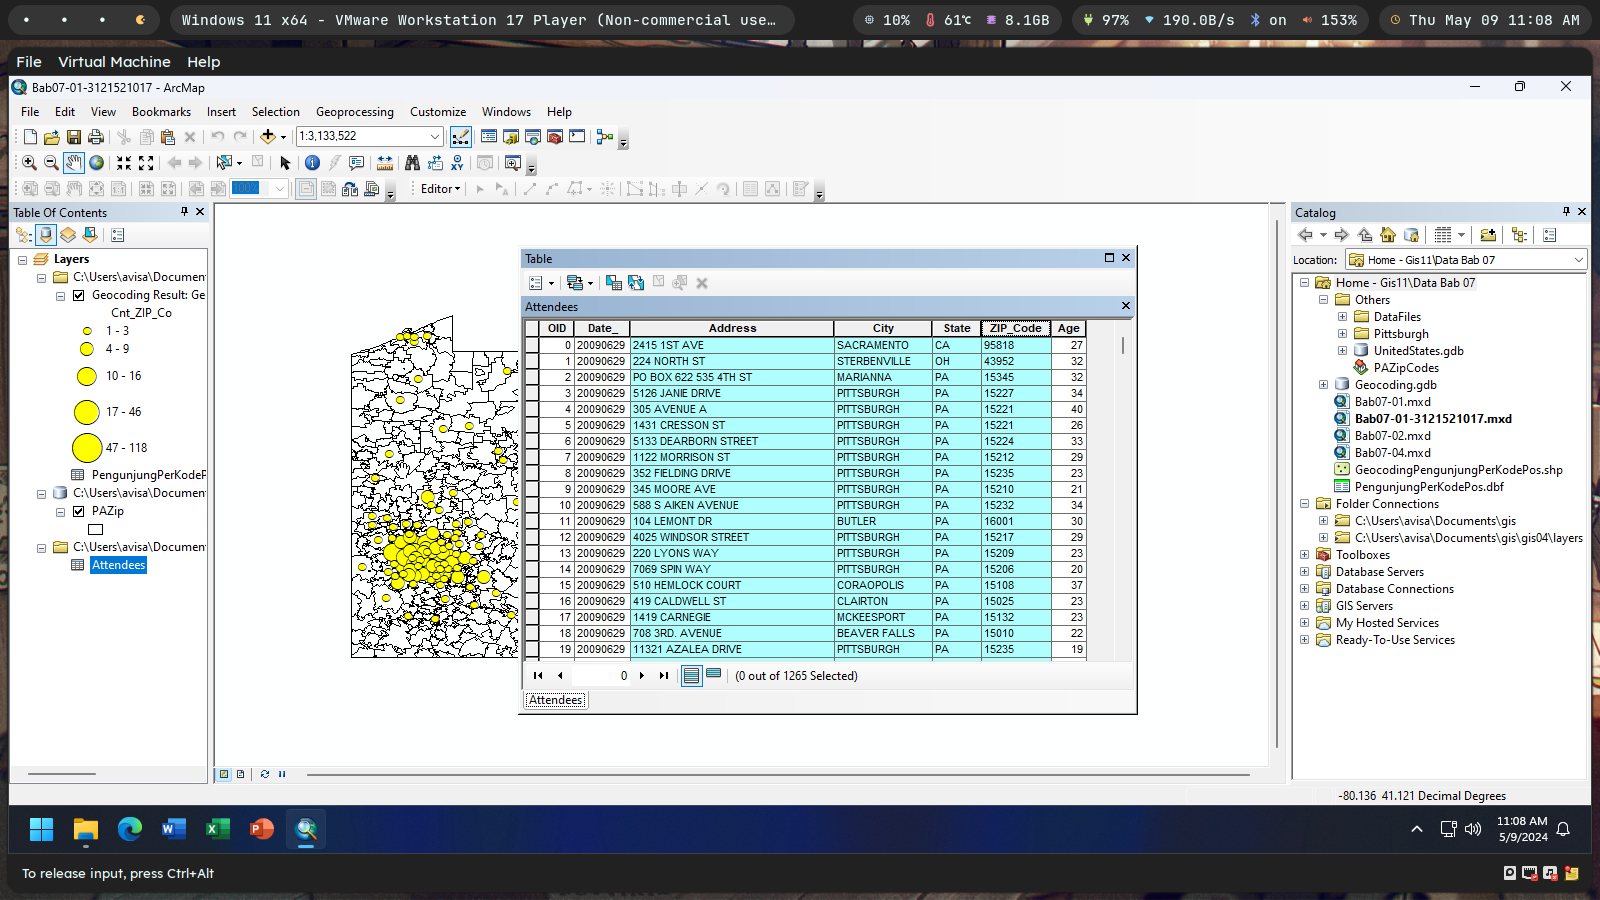 Windows 11 x64 - VMware Workstation 17 Player (Non-commercial use…
10% 61℃ 8.1GB
97% 190.0B/s on 153%
Thu May 09 11:08 AM
File Virtual Machine Help
Bab07-01-3121521017 - ArcMap
File Edit View Bookmarks Insert Selection Geoprocessing Customize Windows Help
1:3,133,522
100%
Editor
Table Of Contents
Layers
C:\Users\avisa\Document
Geocoding Result: Ge
Cnt_ZIP_Co
1 - 3
4 - 9
10 - 16
17 - 46
47 - 118
PengunjungPerKodeP
C:\Users\avisa\Document
PAZip
C:\Users\avisa\Document
Attendees
Table
Attendees
OID Date_ Address City State ZIP_Code Age
0 20090629 2415 1ST AVE SACRAMENTO CA 95818 27
1 20090629 224 NORTH ST STERBENVILLE OH 43952 32
2 20090629 PO BOX 622 535 4TH ST MARIANNA PA 15345 32
3 20090629 5126 JANIE DRIVE PITTSBURGH PA 15227 34
4 20090629 305 AVENUE A PITTSBURGH PA 15221 40
5 20090629 1431 CRESSON ST PITTSBURGH PA 15221 26
6 20090629 5133 DEARBORN STREET PITTSBURGH PA 15224 33
7 20090629 1122 MORRISON ST PITTSBURGH PA 15212 29
8 20090629 352 FIELDING DRIVE PITTSBURGH PA 15235 23
9 20090629 345 MOORE AVE PITTSBURGH PA 15210 21
10 20090629 588 S AIKEN AVENUE PITTSBURGH PA 15232 34
11 20090629 104 LEMONT DR BUTLER PA 16001 30
12 20090629 4025 WINDSOR STREET PITTSBURGH PA 15217 29
13 20090629 220 LYONS WAY PITTSBURGH PA 15209 23
14 20090629 7069 SPIN WAY PITTSBURGH PA 15206 20
15 20090629 510 HEMLOCK COURT CORAOPOLIS PA 15108 37
16 20090629 419 CALDWELL ST CLAIRTON PA 15025 23
17 20090629 1419 CARNEGIE MCKEESPORT PA 15132 23
18 20090629 708 3RD. AVENUE BEAVER FALLS PA 15010 22
19 20090629 11321 AZALEA DRIVE PITTSBURGH PA 15235 19
0 (0 out of 1265 Selected)
Attendees
Catalog
Location: Home - Gis11\Data Bab 07
Home - Gis11\Data Bab 07
Others
DataFiles
Pittsburgh
UnitedStates.gdb
PAZipCodes
Geocoding.gdb
Bab07-01.mxd
Bab07-01-3121521017.mxd
Bab07-02.mxd
Bab07-04.mxd
GeocodingPengunjungPerKodePos.shp
PengunjungPerKodePos.dbf
Folder Connections
C:\Users\avisa\Documents\gis
C:\Users\avisa\Documents\gis\gis04\layers
Toolboxes
Database Servers
Database Connections
GIS Servers
My Hosted Services
Ready-To-Use Services
-80.136 41.121 Decimal Degrees
11:08 AM
5/9/2024
To release input, press Ctrl+Alt